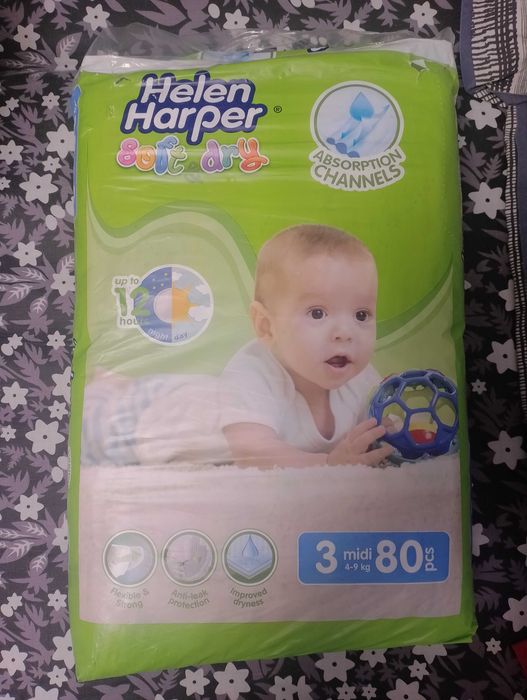 Helen
Harper ®
Soft & dry
ABSORPTION
CHANNELS
up to
12
hours
night day
3 midi 80 pcs
4-9 kg
Flexible &
Strong
Anti-leak
protection
Improved
dryness